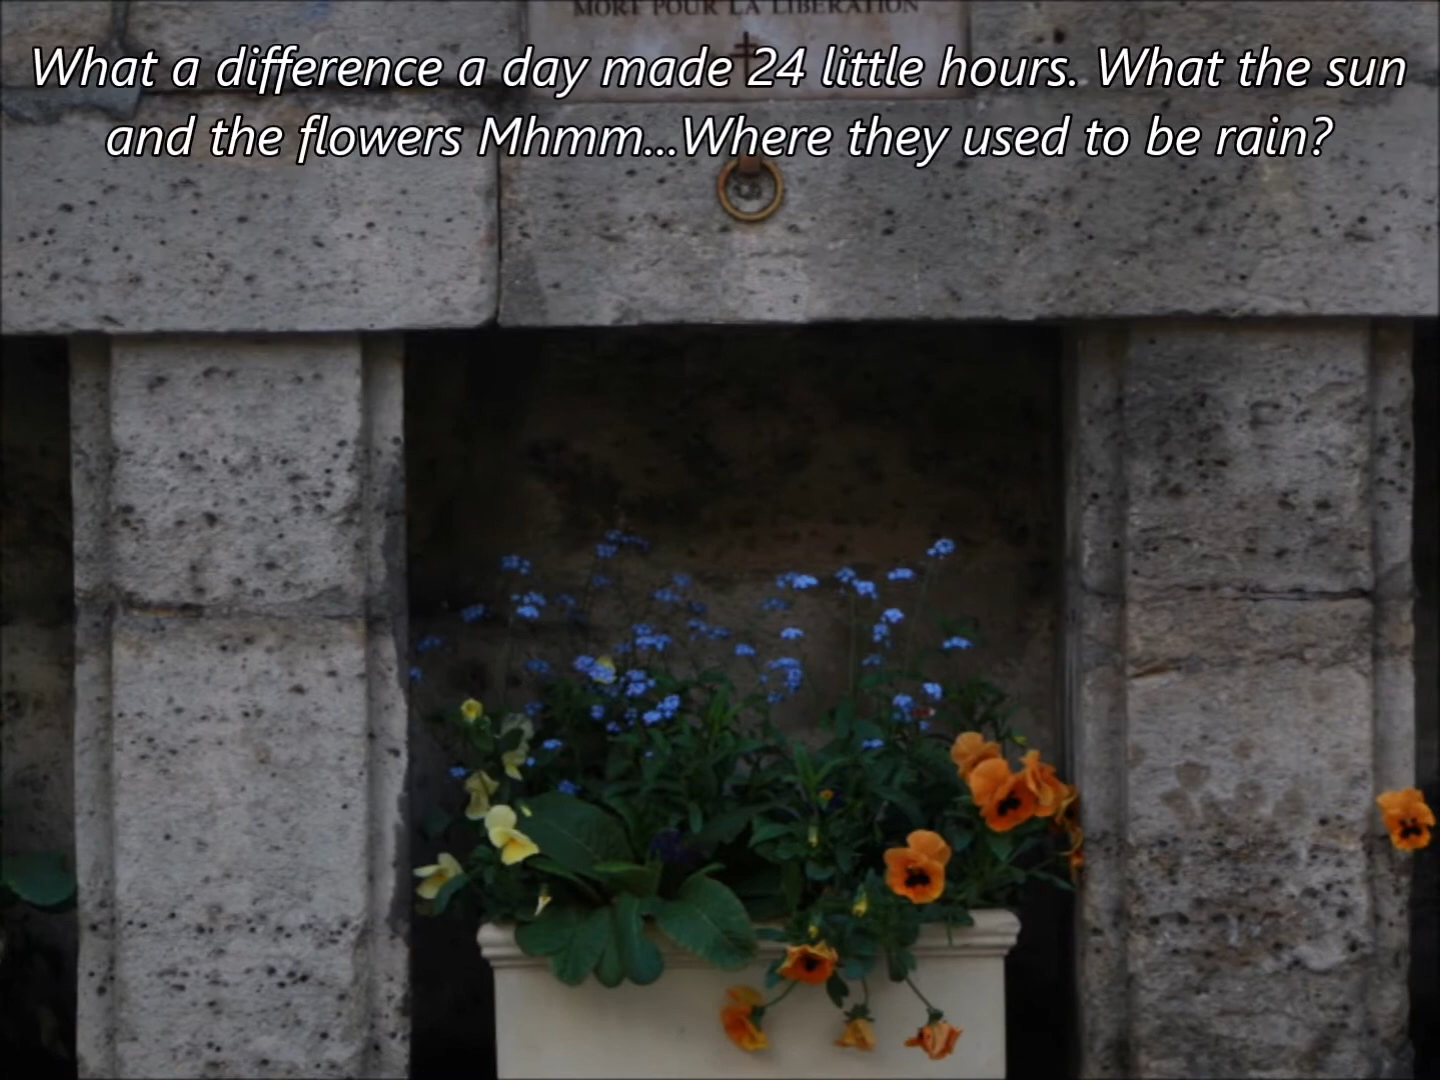 MORT POUR LA LIBÉRATION
What a difference a day made 24 little hours. What the sun
and the flowers Mhmm...Where they used to be rain?